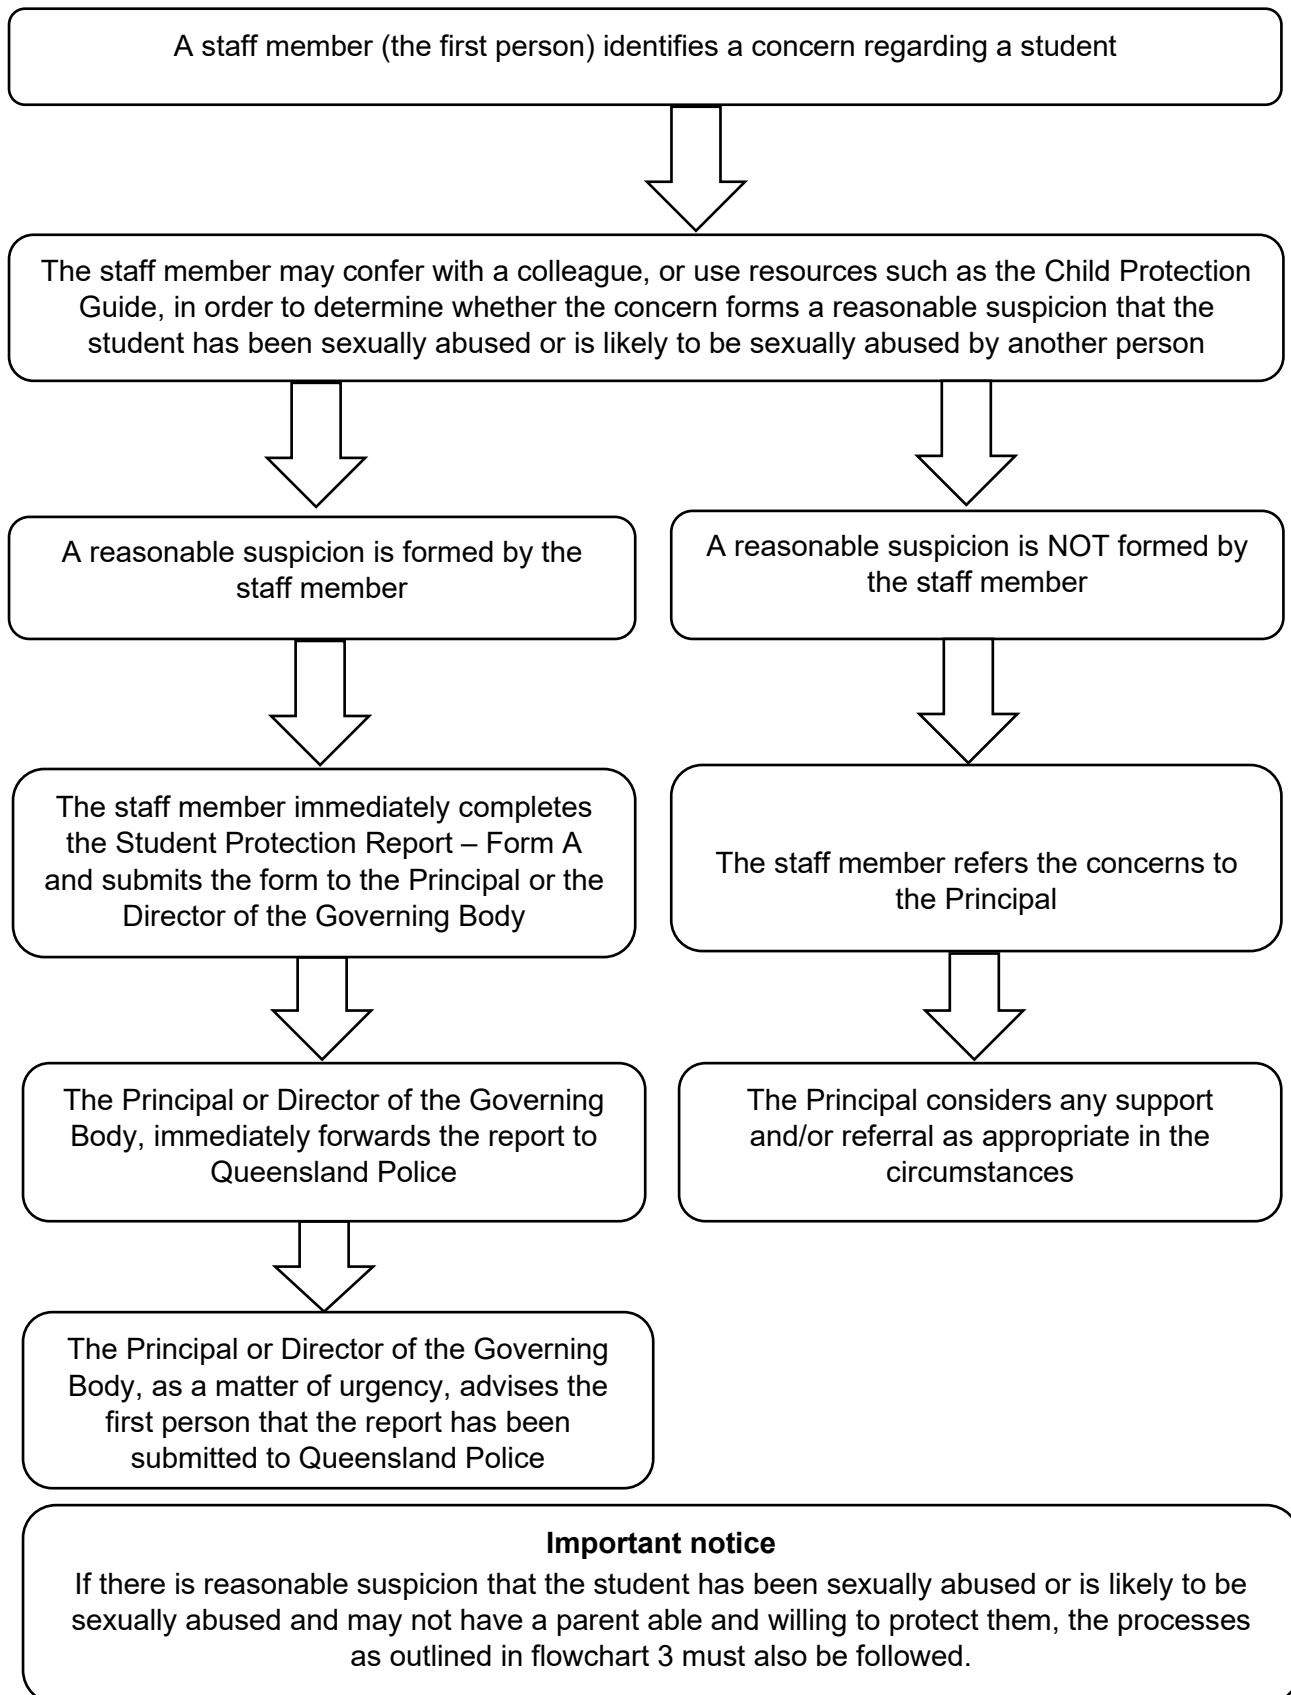 A staff member (the first person) identifies a concern regarding a student
The staff member may confer with a colleague, or use resources such as the Child Protection
Guide, in order to determine whether the concern forms a reasonable suspicion that the
student has been sexually abused or is likely to be sexually abused by another person
A reasonable suspicion is formed by the
staff member
A reasonable suspicion is NOT formed by
the staff member
The staff member immediately completes
the Student Protection Report – Form A
and submits the form to the Principal or the
Director of the Governing Body
The staff member refers the concerns to
the Principal
The Principal or Director of the Governing
Body, immediately forwards the report to
Queensland Police
The Principal considers any support
and/or referral as appropriate in the
circumstances
The Principal or Director of the Governing
Body, as a matter of urgency, advises the
first person that the report has been
submitted to Queensland Police
Important notice
If there is reasonable suspicion that the student has been sexually abused or is likely to be
sexually abused and may not have a parent able and willing to protect them, the processes
as outlined in flowchart 3 must also be followed.